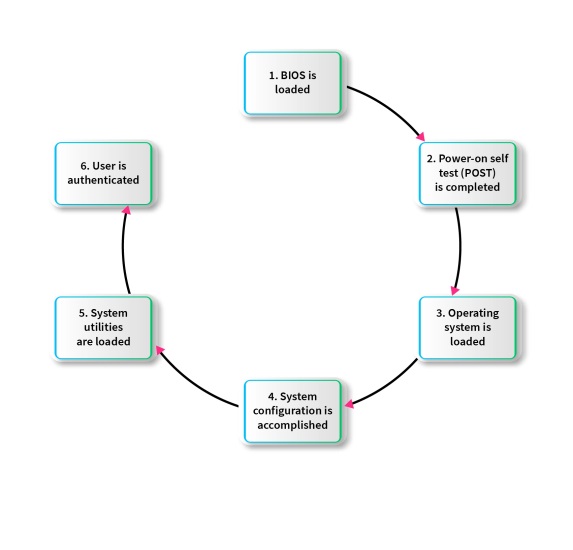 1. BIOS is
loaded
2. Power-on self
test (POST)
is completed
3. Operating
system is
loaded
4. System
configuration is
accomplished
5. System
utilities
are loaded
6. User is
authenticated